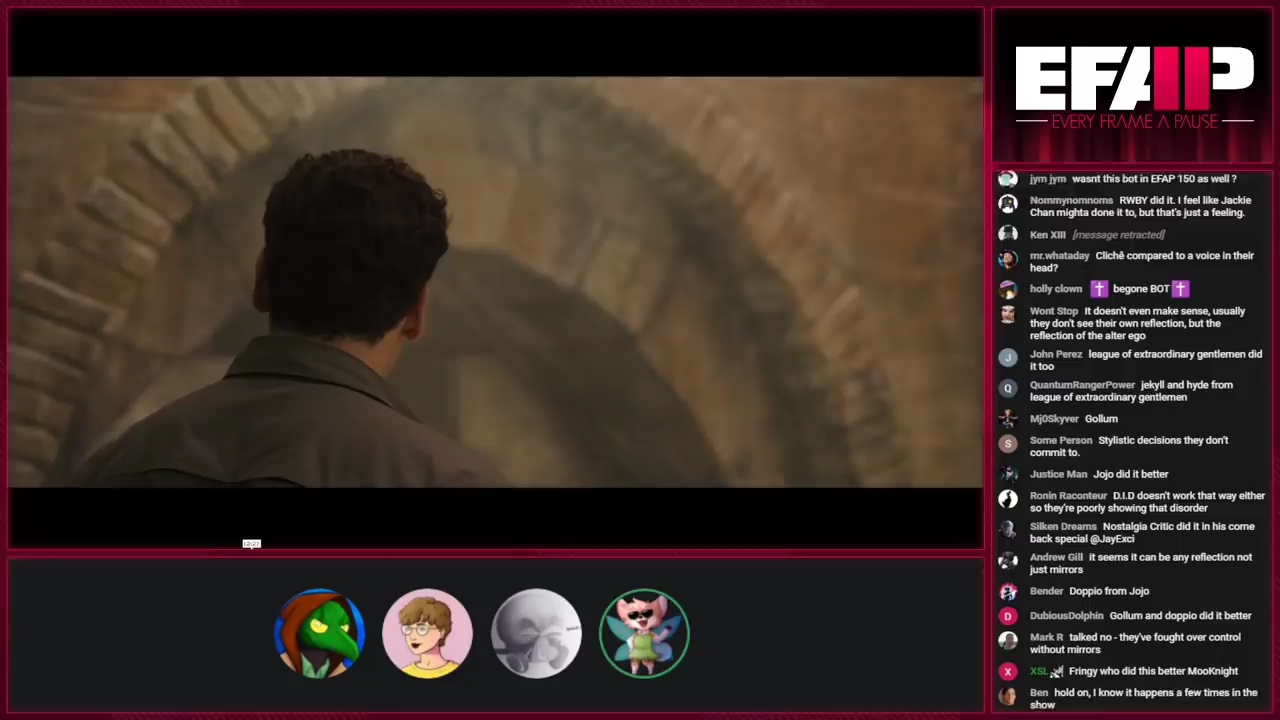 EFAP
EVERY FRAME A PAUSE
jym jym wasnt this bot in EFAP 150 as well ?
Nommynomnoms RWBY did it. I feel like Jackie
Chan mighta done it to, but that's just a feeling.
Ken XIII [message retracted]
mr.whataday Clichê compared to a voice in their
head?
holly clown ✝ begone BOT ✝
Wont Stop It doesn't even make sense, usually
they don't see their own reflection, but the
reflection of the alter ego
John Perez league of extraordinary gentlemen did
it too
QuantumRangerPower jekyll and hyde from
league of extraordinary gentlemen
Mj0Skyver Gollum
Some Person Stylistic decisions they don't
commit to.
Justice Man Jojo did it better
Ronin Raconteur D.I.D doesn't work that way either
so they're poorly showing that disorder
Silken Dreams Nostalgia Critic did it in his come
back special @JayExci
Andrew Gill it seems it can be any reflection not
just mirrors
Bender Doppio from Jojo
DubiousDolphin Gollum and doppio did it better
Mark R talked no - they've fought over control
without mirrors
XSL Fringy who did this better MooKnight
Ben hold on, I know it happens a few times in the
show
J
Q
S
D
X